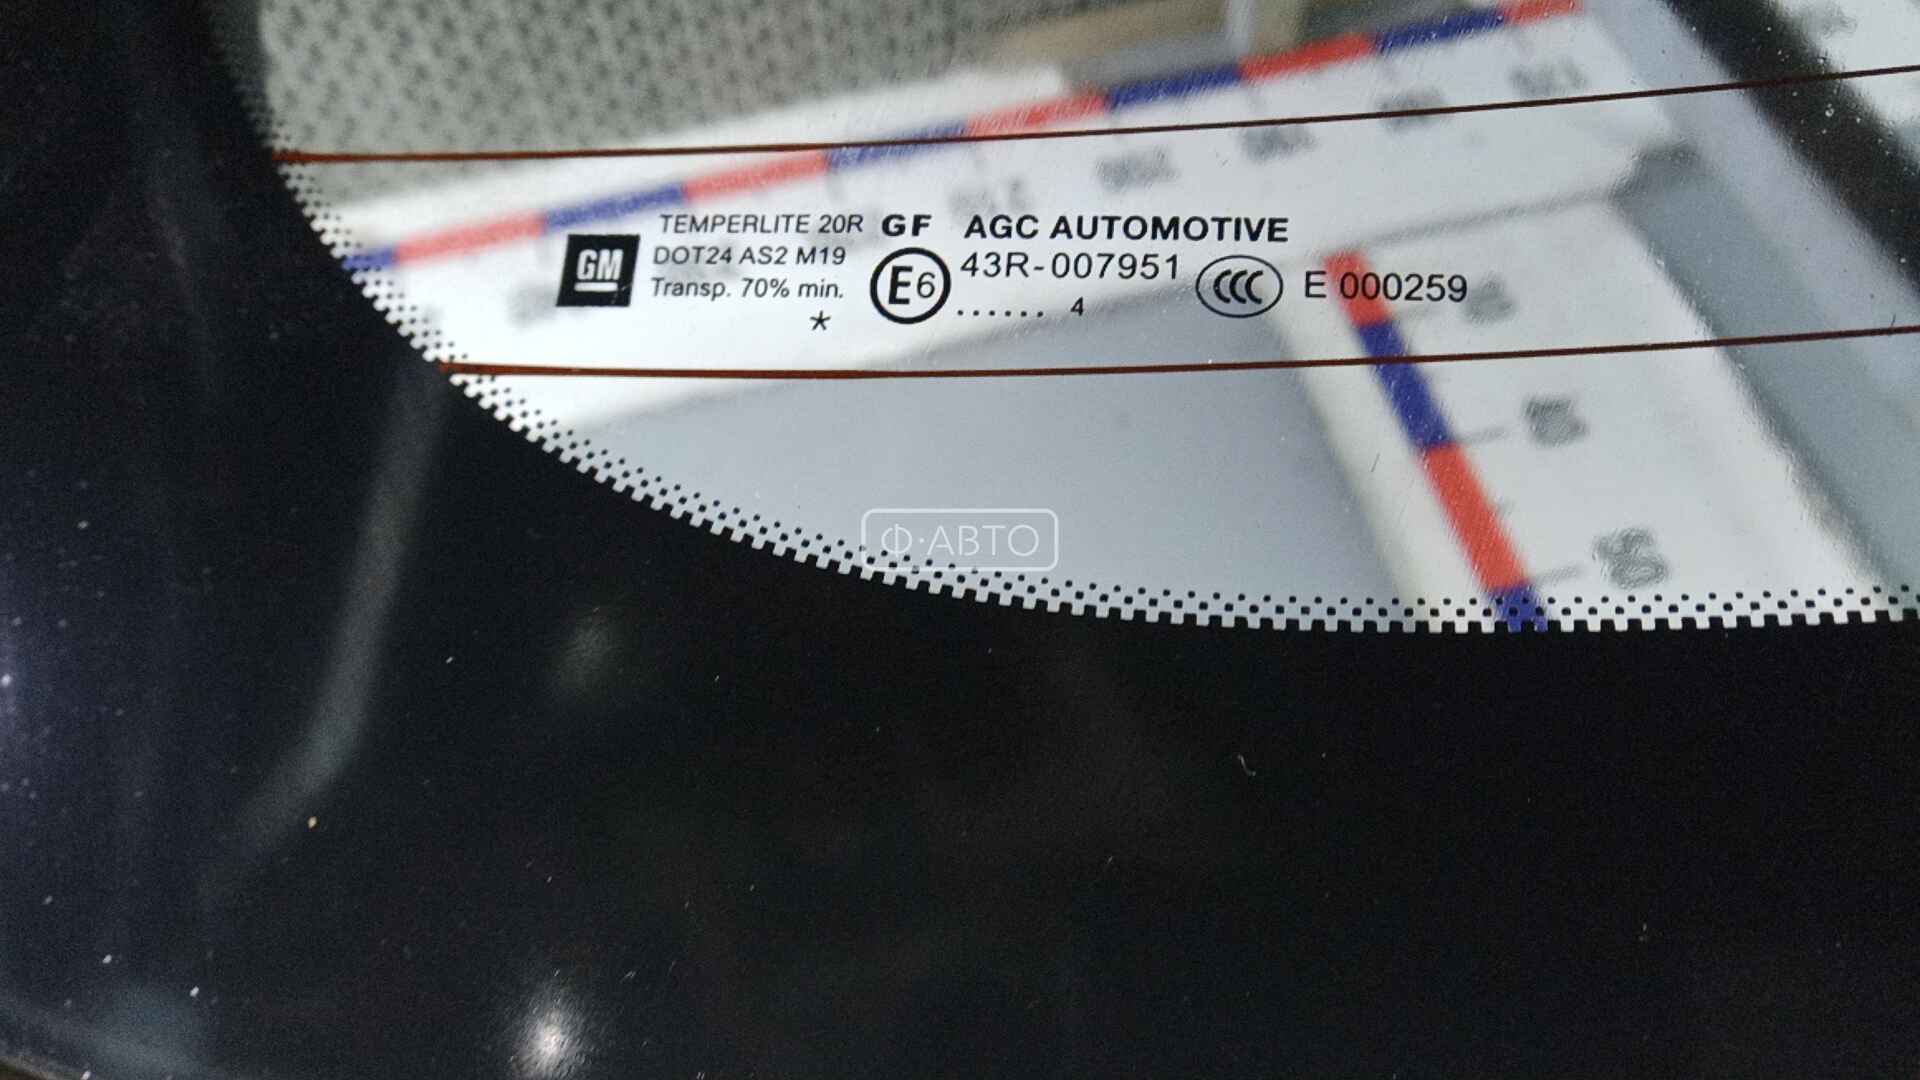 GM
TEMPERLITE 20R GF AGC AUTOMOTIVE
DOT24 AS2 M19
Transp. 70% min.
*
E6
43R-007951
...... 4
CCC E 000259
Ф·АВТО